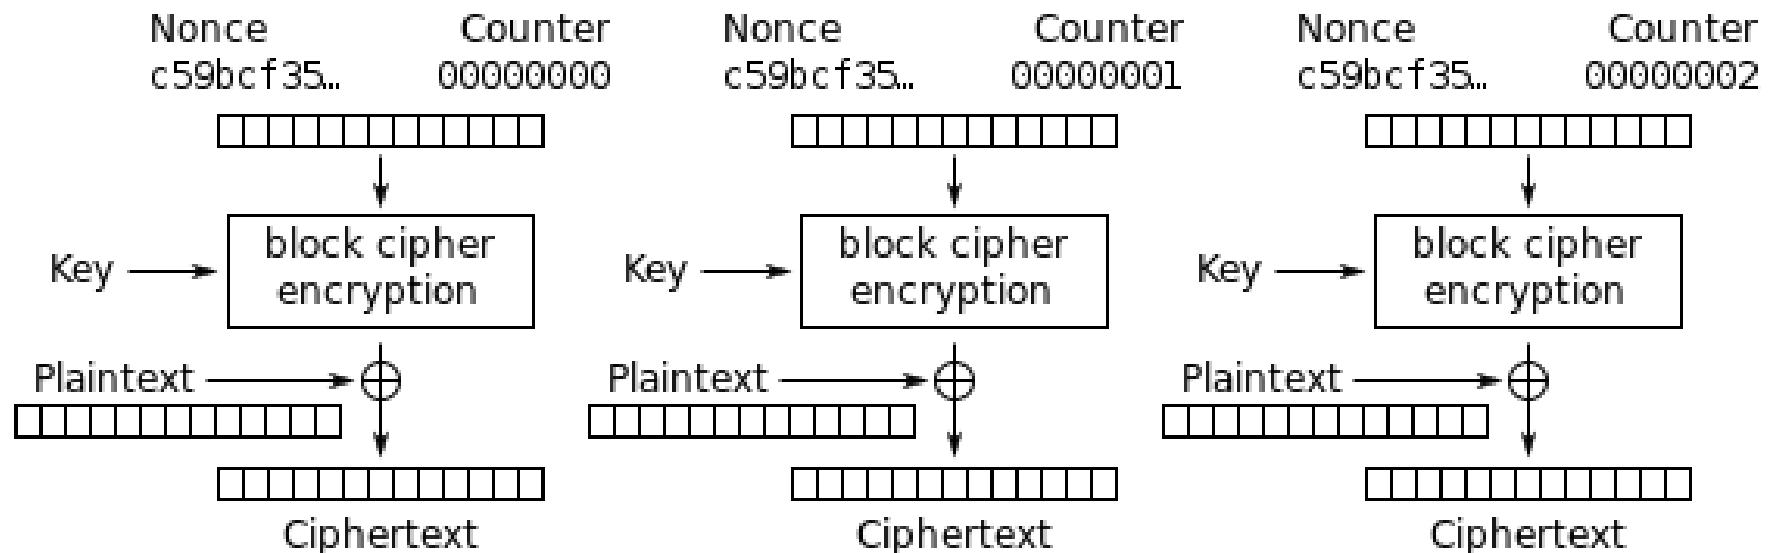 Nonce Counter Nonce Counter Nonce Counter
c59bcf35… 00000000 c59bcf35… 00000001 c59bcf35… 00000002
block cipher block cipher block cipher
Key Key Key
encryption encryption encryption
Plaintext Plaintext Plaintext
Ciphertext Ciphertext Ciphertext